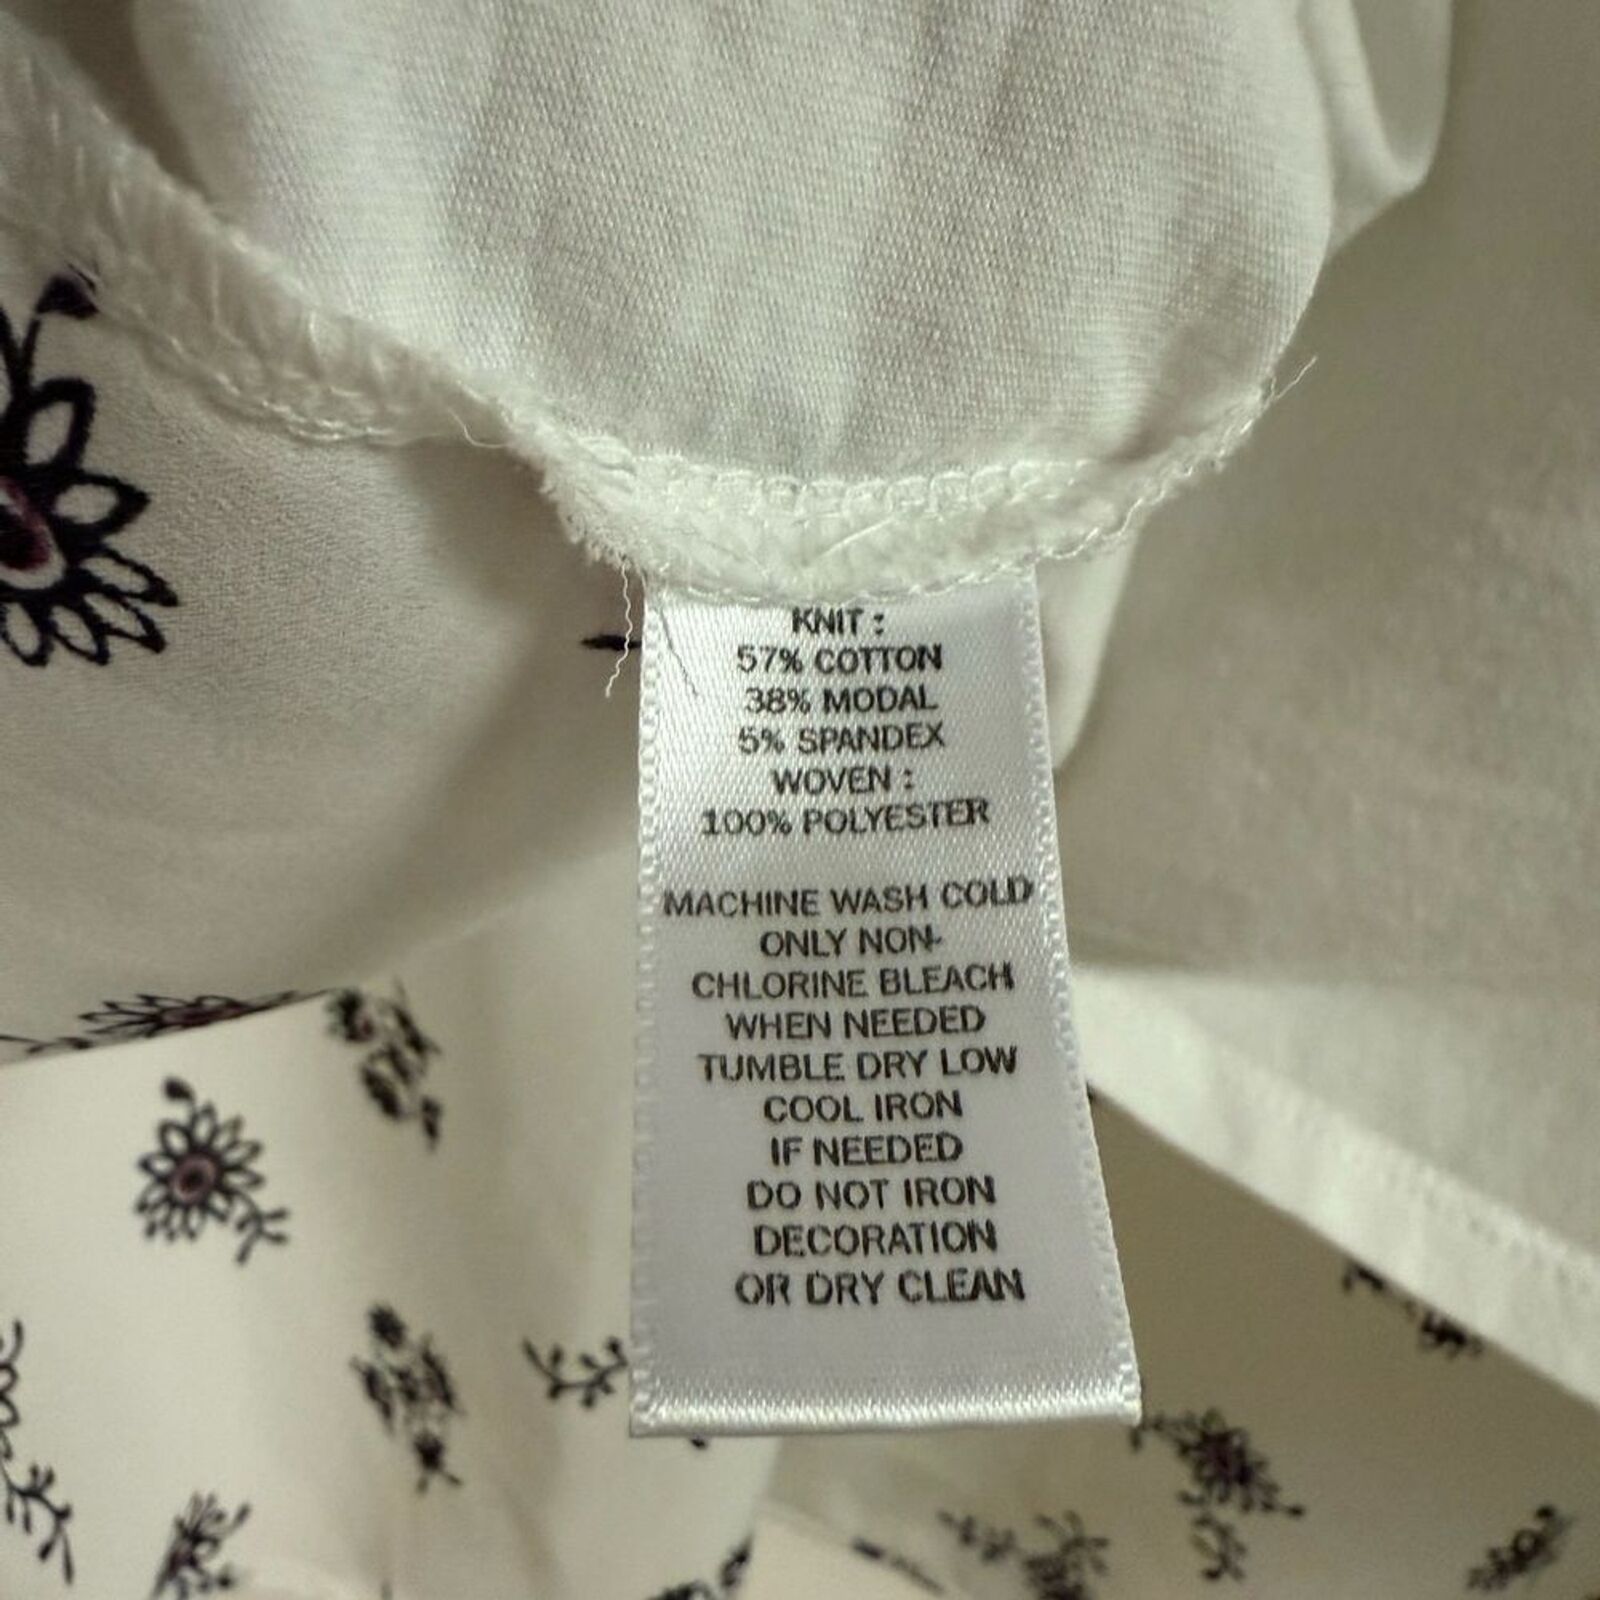 KNIT :
57% COTTON
38% MODAL
5% SPANDEX
WOVEN :
100% POLYESTER
MACHINE WASH COLD
ONLY NON-
CHLORINE BLEACH
WHEN NEEDED
TUMBLE DRY LOW
COOL IRON
IF NEEDED
DO NOT IRON
DECORATION
OR DRY CLEAN